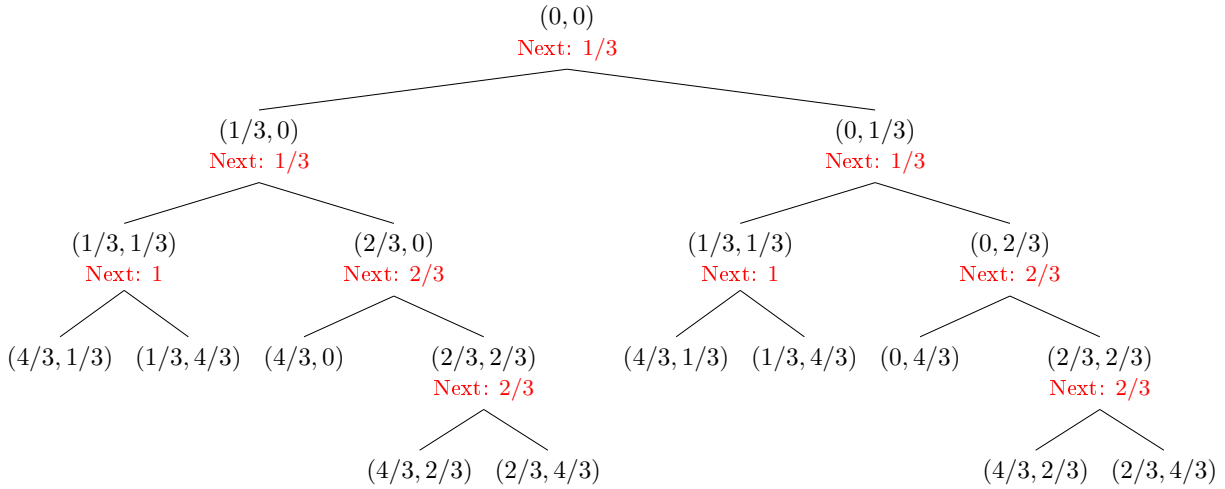 (0, 0)
Next: 1/3
(1/3, 0) (0, 1/3)
Next: 1/3 Next: 1/3
(1/3, 1/3) (2/3, 0) (1/3, 1/3) (0, 2/3)
Next: 1 Next: 2/3 Next: 1 Next: 2/3
(4/3, 1/3) (1/3, 4/3) (4/3, 0) (2/3, 2/3) (4/3, 1/3) (1/3, 4/3) (0, 4/3) (2/3, 2/3)
Next: 2/3 Next: 2/3
(4/3, 2/3) (2/3, 4/3) (4/3, 2/3) (2/3, 4/3)